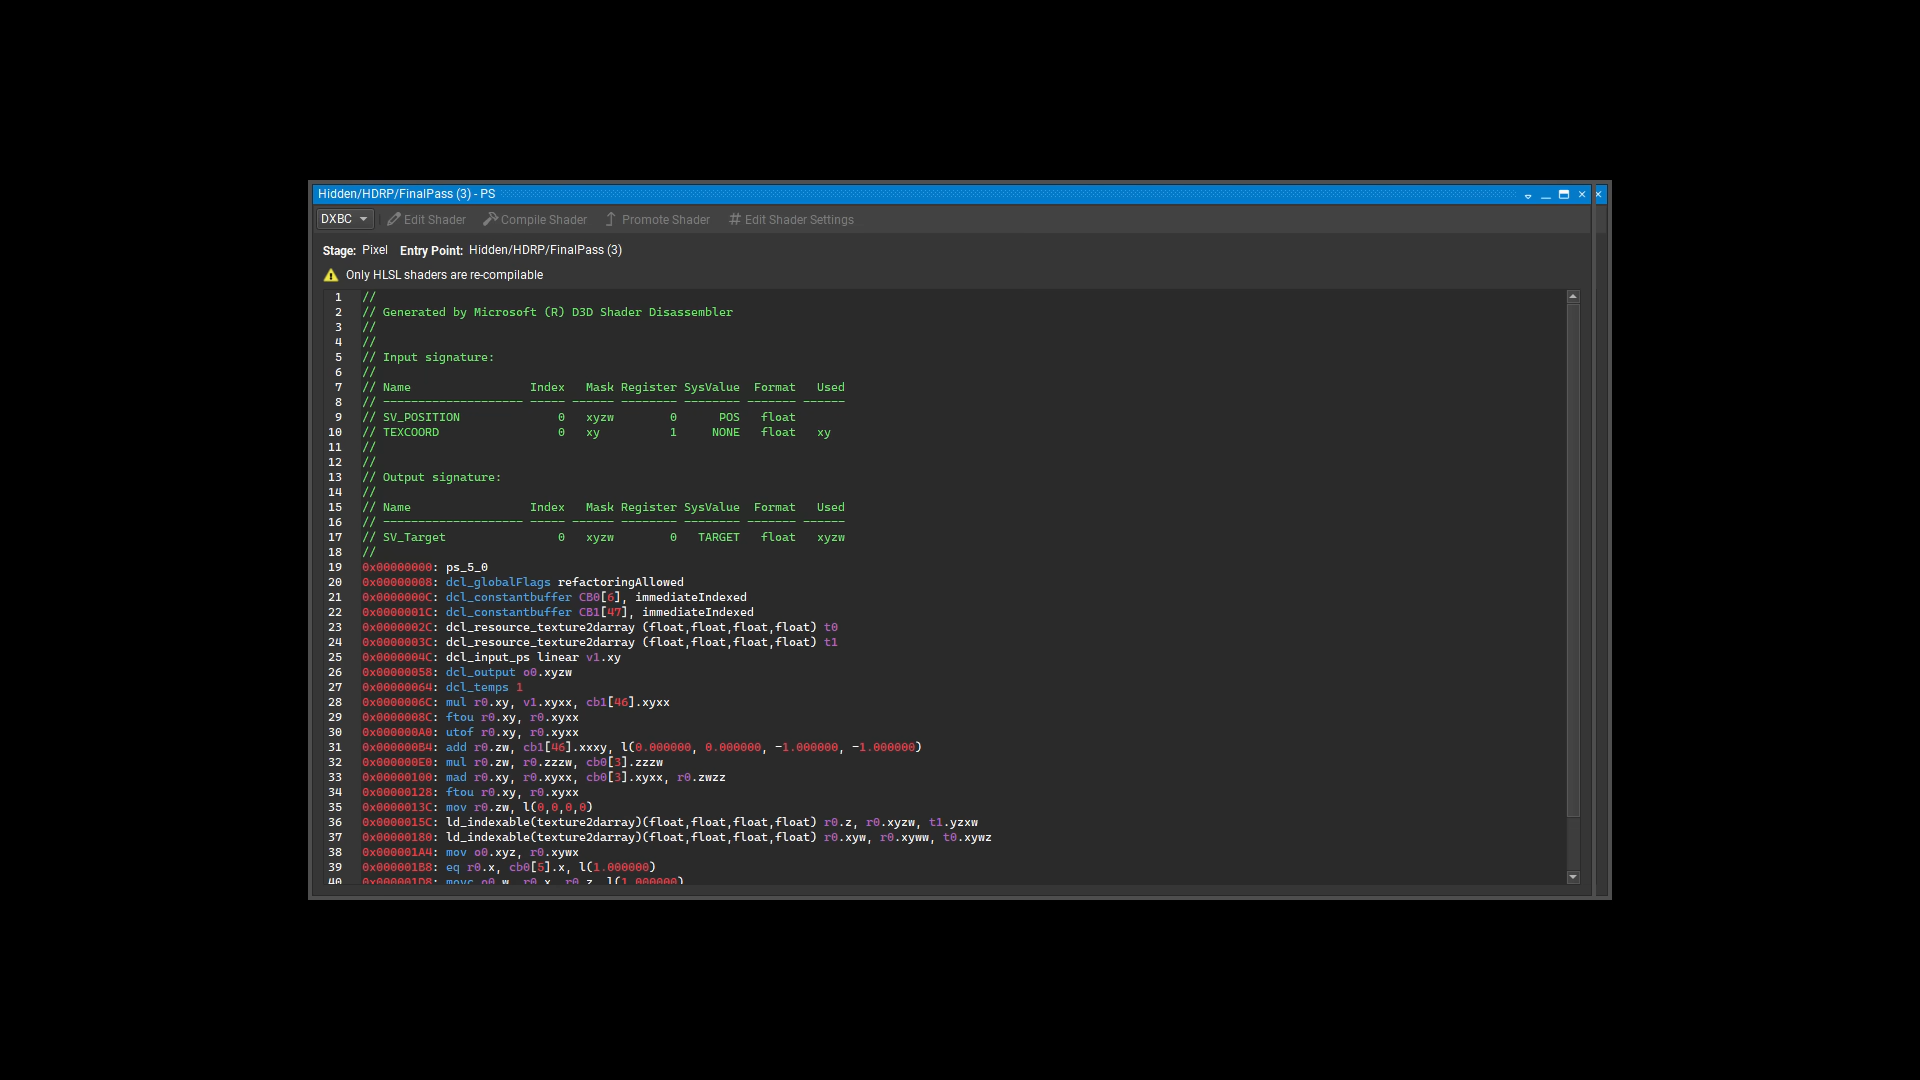 Hidden/HDRP/FinalPass (3) - PS
DXBC Edit Shader Compile Shader Promote Shader # Edit Shader Settings
Stage: Pixel Entry Point: Hidden/HDRP/FinalPass (3)
Only HLSL shaders are re-compilable
1 //
2 // Generated by Microsoft (R) D3D Shader Disassembler
3 //
4 //
5 // Input signature:
6 //
7 // Name                 Index   Mask Register SysValue  Format   Used
8 // -------------------- ----- ------ -------- -------- ------- ------
9 // SV_POSITION              0   xyzw        0      POS   float
10 // TEXCOORD                 0   xy          1     NONE   float   xy
11 //
12 //
13 // Output signature:
14 //
15 // Name                 Index   Mask Register SysValue  Format   Used
16 // -------------------- ----- ------ -------- -------- ------- ------
17 // SV_Target                0   xyzw        0   TARGET   float   xyzw
18 //
19 0x00000000: ps_5_0
20 0x00000008: dcl_globalFlags refactoringAllowed
21 0x0000000C: dcl_constantbuffer CB0[6], immediateIndexed
22 0x0000001C: dcl_constantbuffer CB1[47], immediateIndexed
23 0x0000002C: dcl_resource_texture2darray (float,float,float,float) t0
24 0x0000003C: dcl_resource_texture2darray (float,float,float,float) t1
25 0x0000004C: dcl_input_ps linear v1.xy
26 0x00000058: dcl_output o0.xyzw
27 0x00000064: dcl_temps 1
28 0x0000006C: mul r0.xy, v1.xyxx, cb1[46].xyxx
29 0x0000008C: ftou r0.xy, r0.xyxx
30 0x000000A0: utof r0.xy, r0.xyxx
31 0x000000B4: add r0.zw, cb1[46].xxxy, l(0.000000, 0.000000, -1.000000, -1.000000)
32 0x000000E0: mul r0.zw, r0.zzzw, cb0[3].zzzw
33 0x00000100: mad r0.xy, r0.xyxx, cb0[3].xyxx, r0.zwzz
34 0x00000128: ftou r0.xy, r0.xyxx
35 0x0000013C: mov r0.zw, l(0,0,0,0)
36 0x0000015C: ld_indexable(texture2darray)(float,float,float,float) r0.z, r0.xyzw, t1.yzxw
37 0x00000180: ld_indexable(texture2darray)(float,float,float,float) r0.xyw, r0.xyww, t0.xywz
38 0x000001A4: mov o0.xyz, r0.xywx
39 0x000001B8: eq r0.x, cb0[5].x, l(1.000000)
40 0x000001D8: movc o0.w, r0.x, r0.z, l(1.000000)